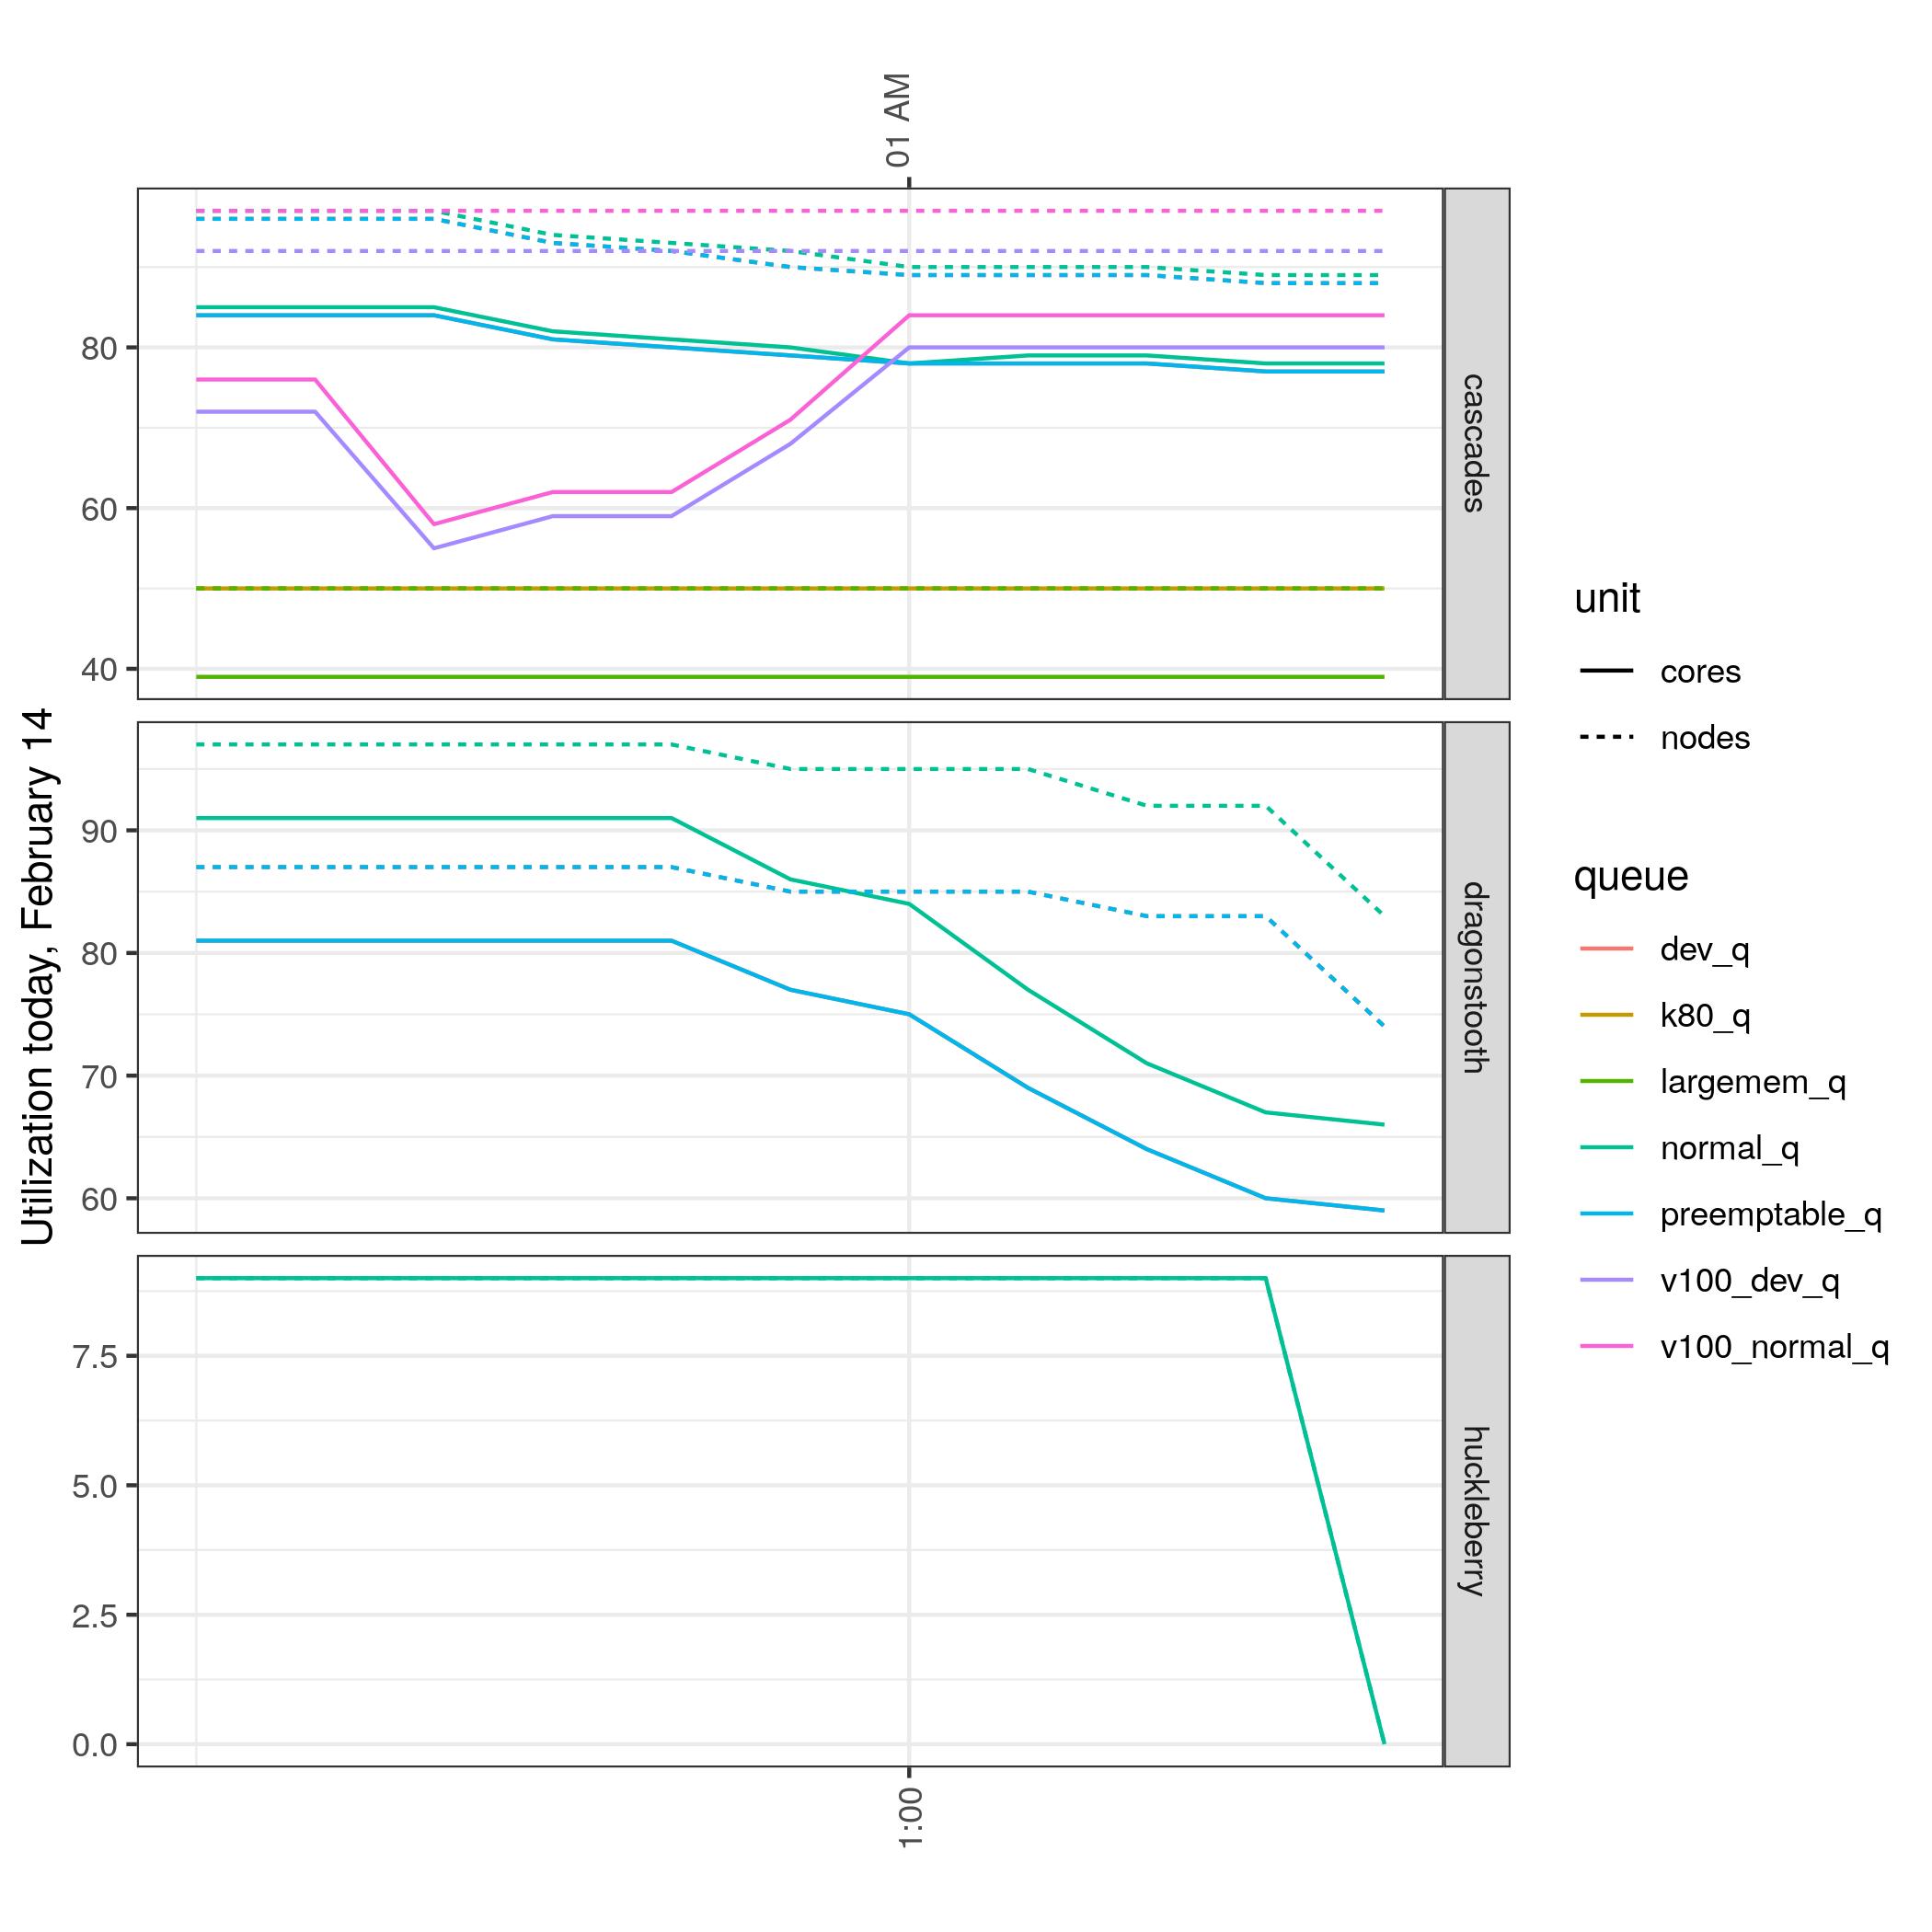 01 AM
Utilization today, February 14
80
60
40
cascades
90
80
70
60
dragonstooth
7.5
5.0
2.5
0.0
huckleberry
1:00
unit
cores
nodes
queue
dev_q
k80_q
largemem_q
normal_q
preemptable_q
v100_dev_q
v100_normal_q